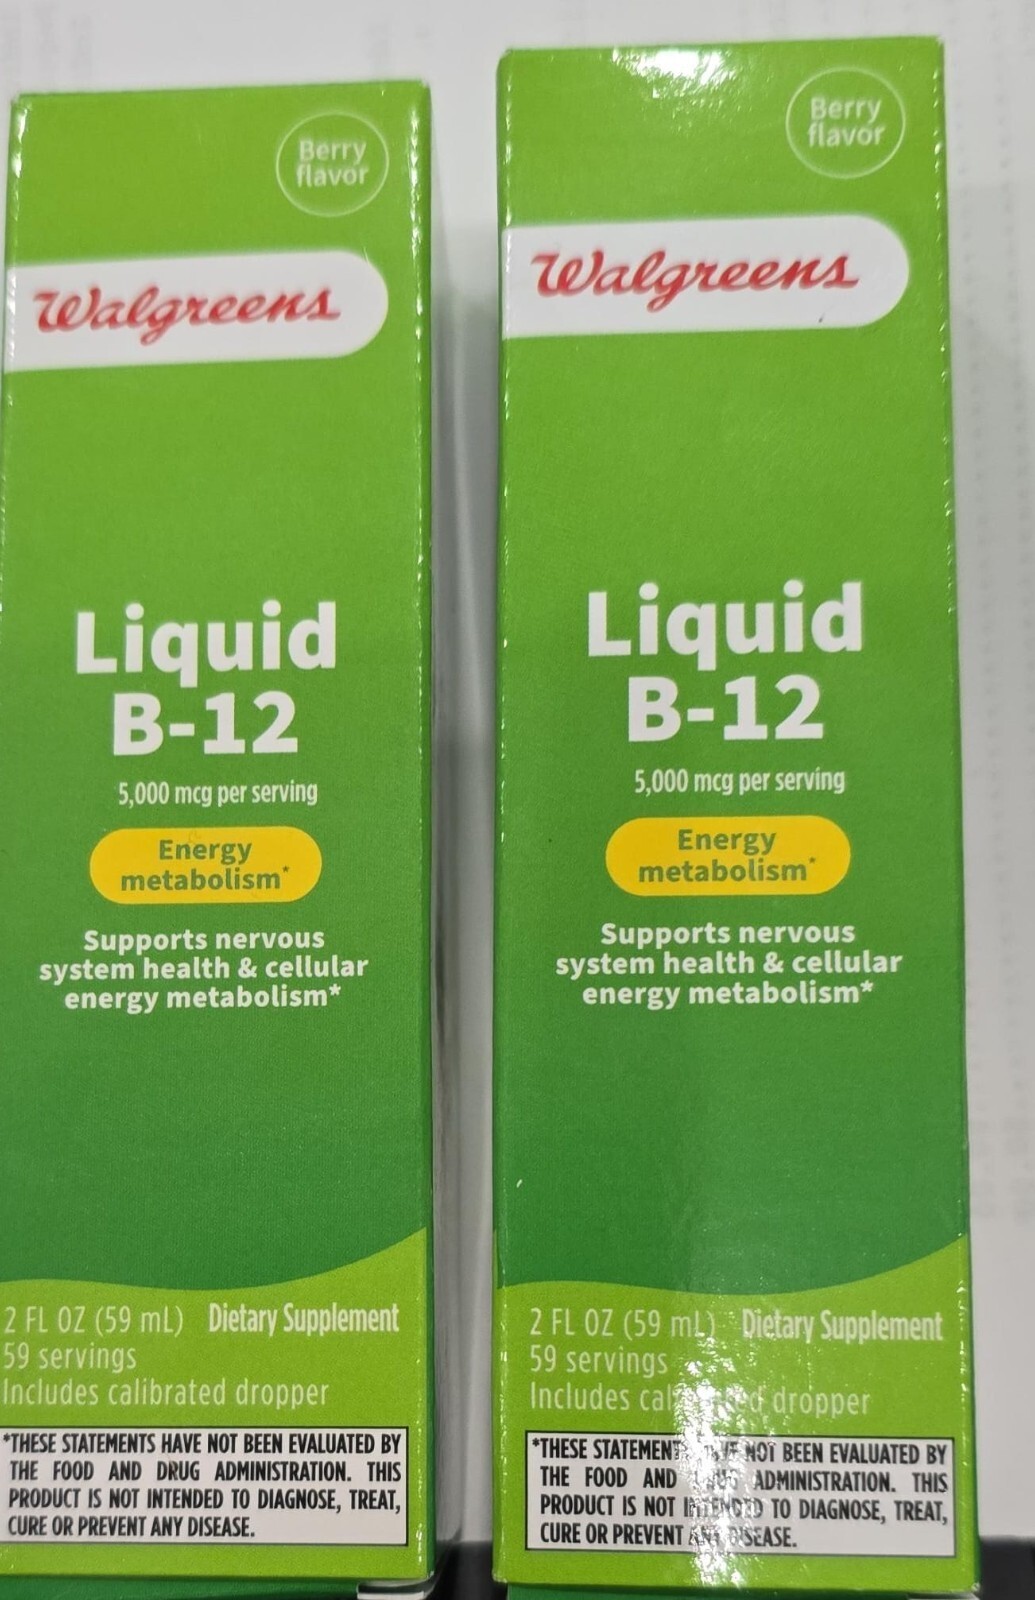 Berry
flavor
Walgreens
Liquid
B-12
5,000 mcg per serving
Energy
metabolism*
Supports nervous
system health & cellular
energy metabolism*
2 FL OZ (59 mL) Dietary Supplement
59 servings
Includes calibrated dropper
*THESE STATEMENTS HAVE NOT BEEN EVALUATED BY
THE FOOD AND DRUG ADMINISTRATION. THIS
PRODUCT IS NOT INTENDED TO DIAGNOSE, TREAT,
CURE OR PREVENT ANY DISEASE.
Berry
flavor
Walgreens
Liquid
B-12
5,000 mcg per serving
Energy
metabolism*
Supports nervous
system health & cellular
energy metabolism*
2 FL OZ (59 mL) Dietary Supplement
59 servings
Includes dropper
*THESE NOT BEEN EVALUATED BY
THE FOOD AND ADMINISTRATION. THIS
PRODUCT IS NOT INTENDED TO DIAGNOSE, TREAT,
CURE OR PREVENT ANY DISEASE.